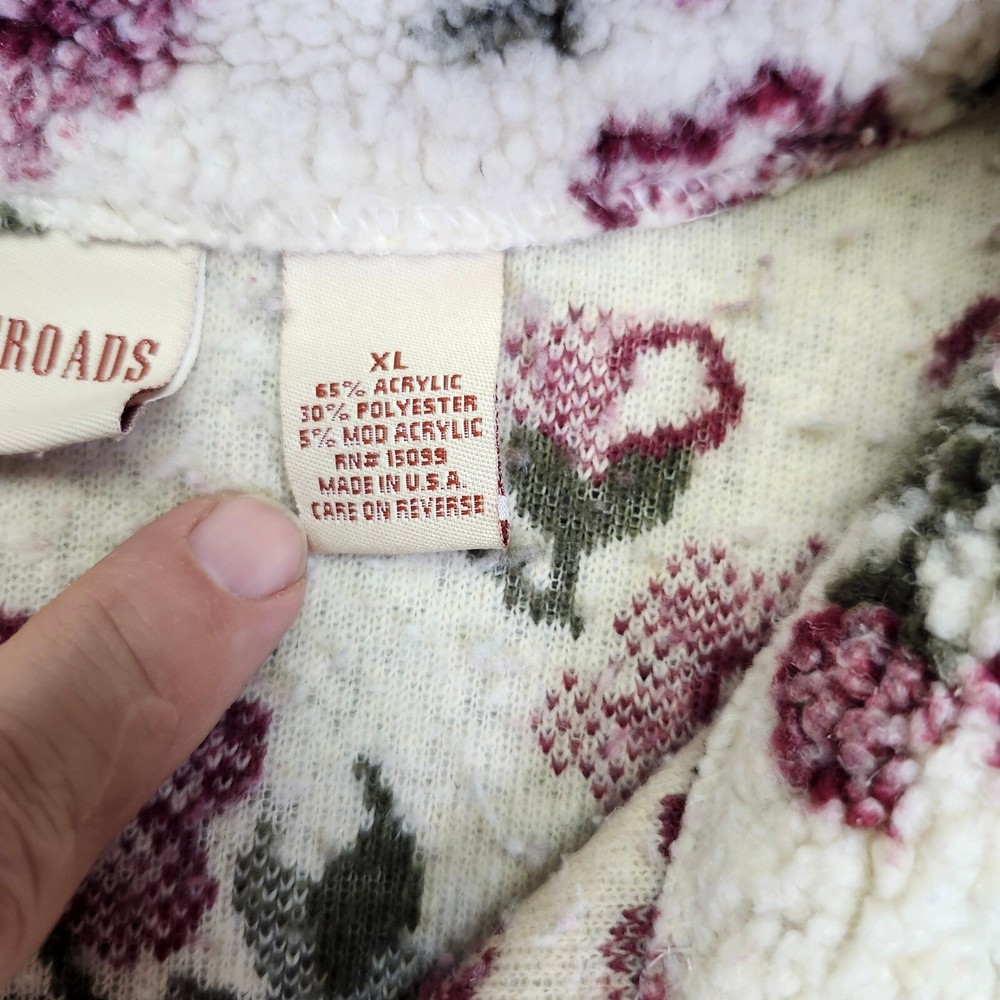 ROADS
XL
65% ACRYLIC
30% POLYESTER
5% MOD ACRYLIC
RN# 15099
MADE IN U.S.A.
CARE ON REVERSE